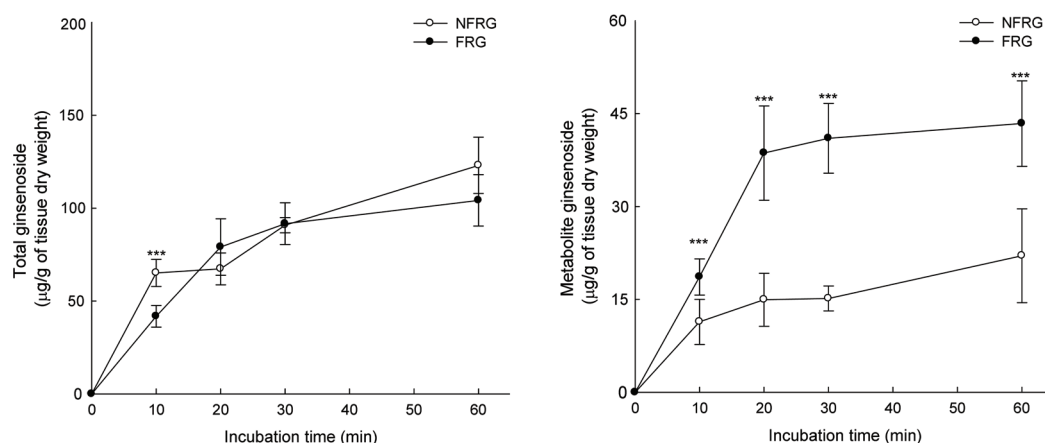 200
150
100
50
0
Total ginsenoside
(μg/g of tissue dry weight)
NFRG
FRG
***
0 10 20 30 40 50 60
Incubation time (min)
60
45
30
15
0
Metabolite ginsenoside
(μg/g of tissue dry weight)
NFRG
FRG
***
***
***
***
0 10 20 30 40 50 60
Incubation time (min)